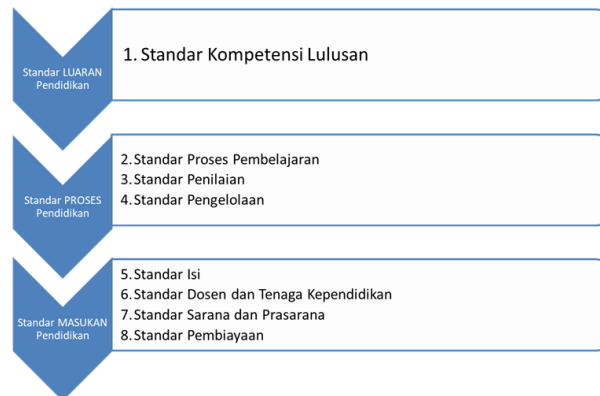 Standar LUARAN
Pendidikan
1. Standar Kompetensi Lulusan
Standar PROSES
Pendidikan
2. Standar Proses Pembelajaran
3. Standar Penilaian
4. Standar Pengelolaan
Standar MASUKAN
Pendidikan
5. Standar Isi
6. Standar Dosen dan Tenaga Kependidikan
7. Standar Sarana dan Prasarana
8. Standar Pembiayaan